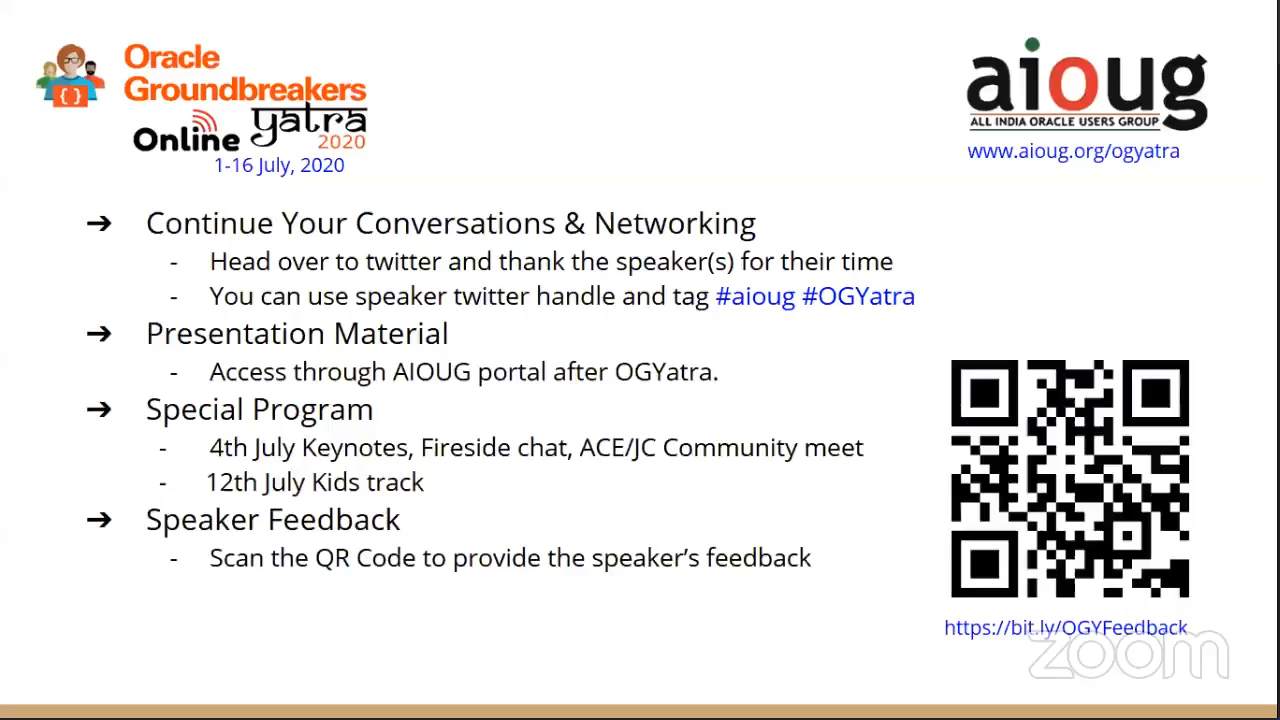 Oracle
Groundbreakers
Online yatra
2020
1-16 July, 2020
{ }
aioug
ALL INDIA ORACLE USERS GROUP
www.aioug.org/ogyatra
➔ Continue Your Conversations & Networking
- Head over to twitter and thank the speaker(s) for their time
- You can use speaker twitter handle and tag #aioug #OGYatra
➔ Presentation Material
- Access through AIOUG portal after OGYatra.
➔ Special Program
- 4th July Keynotes, Fireside chat, ACE/JC Community meet
- 12th July Kids track
➔ Speaker Feedback
- Scan the QR Code to provide the speaker’s feedback
https://bit.ly/OGYFeedback
zoom